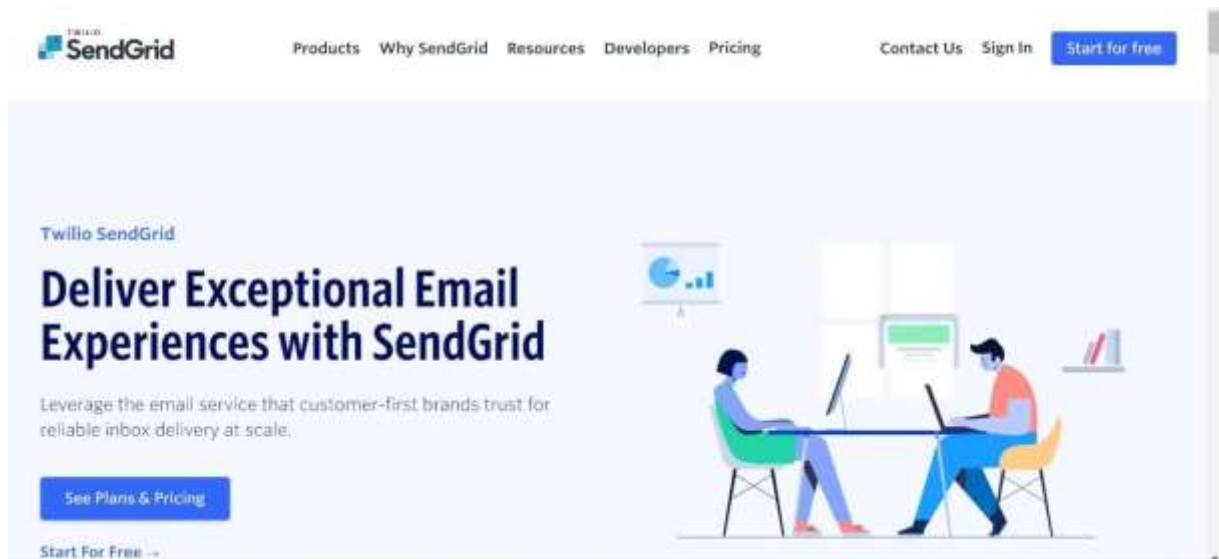 TWILIO
SendGrid
Products Why SendGrid Resources Developers Pricing Contact Us Sign In Start for free
Twilio SendGrid
Deliver Exceptional Email
Experiences with SendGrid
Leverage the email service that customer-first brands trust for
reliable inbox delivery at scale.
See Plans & Pricing
Start For Free →